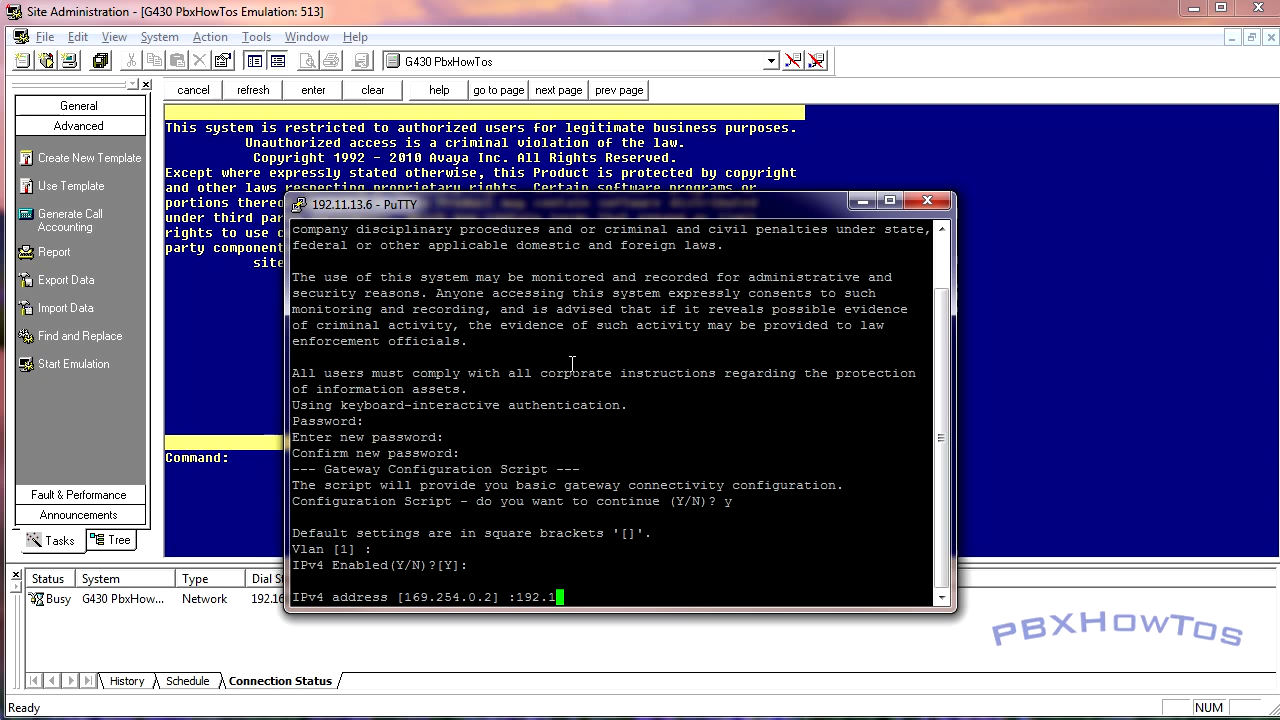 Site Administration - [G430 PbxHowTos Emulation: 513]
File Edit View System Action Tools Window Help
G430 PbxHowTos
cancel refresh enter clear help go to page next page prev page
General
Advanced
Create New Template
Use Template
Generate Call
Accounting
Report
Export Data
Import Data
Find and Replace
Start Emulation
Fault & Performance
Announcements
Tasks Tree
This system is restricted to authorized users for legitimate business purposes.
Unauthorized access is a criminal violation of the law.
Copyright 1992 - 2010 Avaya Inc. All Rights Reserved.
Except where expressly stated otherwise, this Product is protected by copyright
and other laws respecting proprietary rights. Certain software programs or
portions there
under third par
rights to use
party component
site
Command:
192.11.13.6 - PuTTY
company disciplinary procedures and or criminal and civil penalties under state,
federal or other applicable domestic and foreign laws.
The use of this system may be monitored and recorded for administrative and
security reasons. Anyone accessing this system expressly consents to such
monitoring and recording, and is advised that if it reveals possible evidence
of criminal activity, the evidence of such activity may be provided to law
enforcement officials.
All users must comply with all corporate instructions regarding the protection
of information assets.
Using keyboard-interactive authentication.
Password:
Enter new password:
Confirm new password:
--- Gateway Configuration Script ---
The script will provide you basic gateway connectivity configuration.
Configuration Script - do you want to continue (Y/N)? y
Default settings are in square brackets '[]'.
Vlan [1] :
IPv4 Enabled(Y/N)?[Y]:
IPv4 address [169.254.0.2] :192.1
Status System Type Dial St
Busy G430 PbxHow... Network 192.16
PBXHowTos
History Schedule Connection Status
Ready NUM